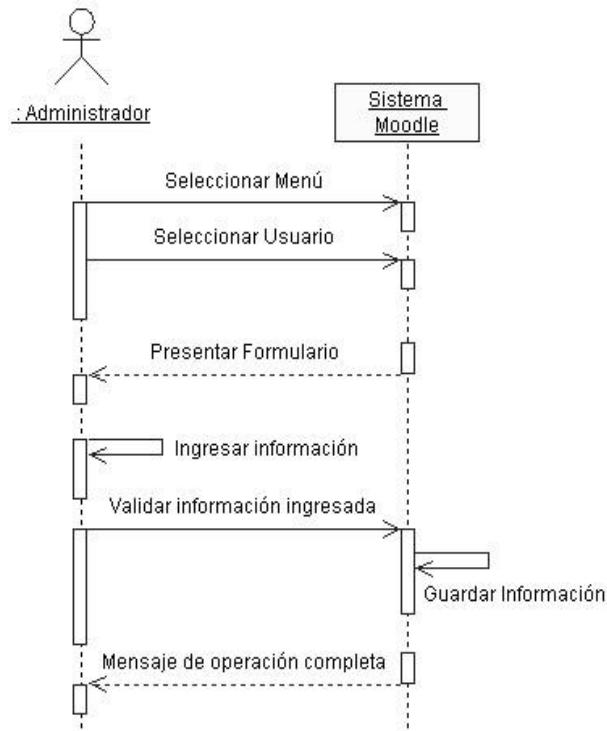 : Administrador
Sistema
Moodle
Seleccionar Menú
Seleccionar Usuario
Presentar Formulario
Ingresar información
Validar información ingresada
Guardar Información
Mensaje de operación completa